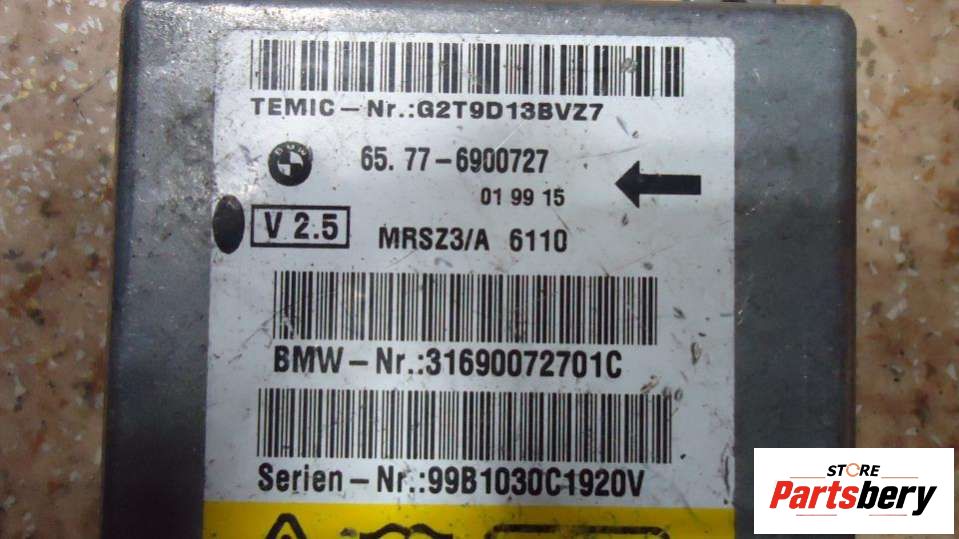 TEMIC-Nr.:G2T9D13BVZ7
BMW
65. 77-6900727
01 99 15
V 2.5
MRSZ3/A 6110
BMW-Nr.:31690072701C
Serien-Nr.:99B1030C1920V
STORE
Partsbery